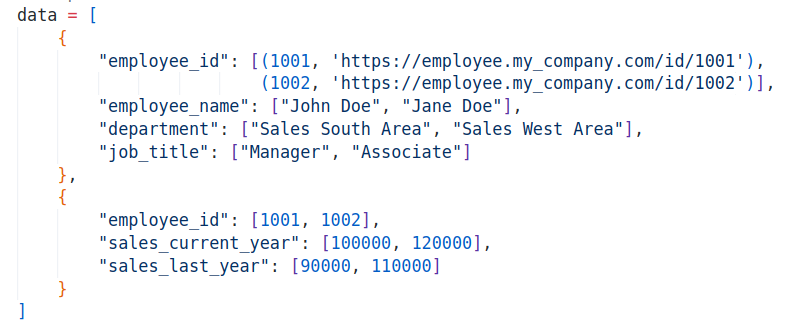 data = [
    {
        "employee_id": [(1001, 'https://employee.my_company.com/id/1001'),
                        (1002, 'https://employee.my_company.com/id/1002')],
        "employee_name": ["John Doe", "Jane Doe"],
        "department": ["Sales South Area", "Sales West Area"],
        "job_title": ["Manager", "Associate"]
    },
    {
        "employee_id": [1001, 1002],
        "sales_current_year": [100000, 120000],
        "sales_last_year": [90000, 110000]
    }
]